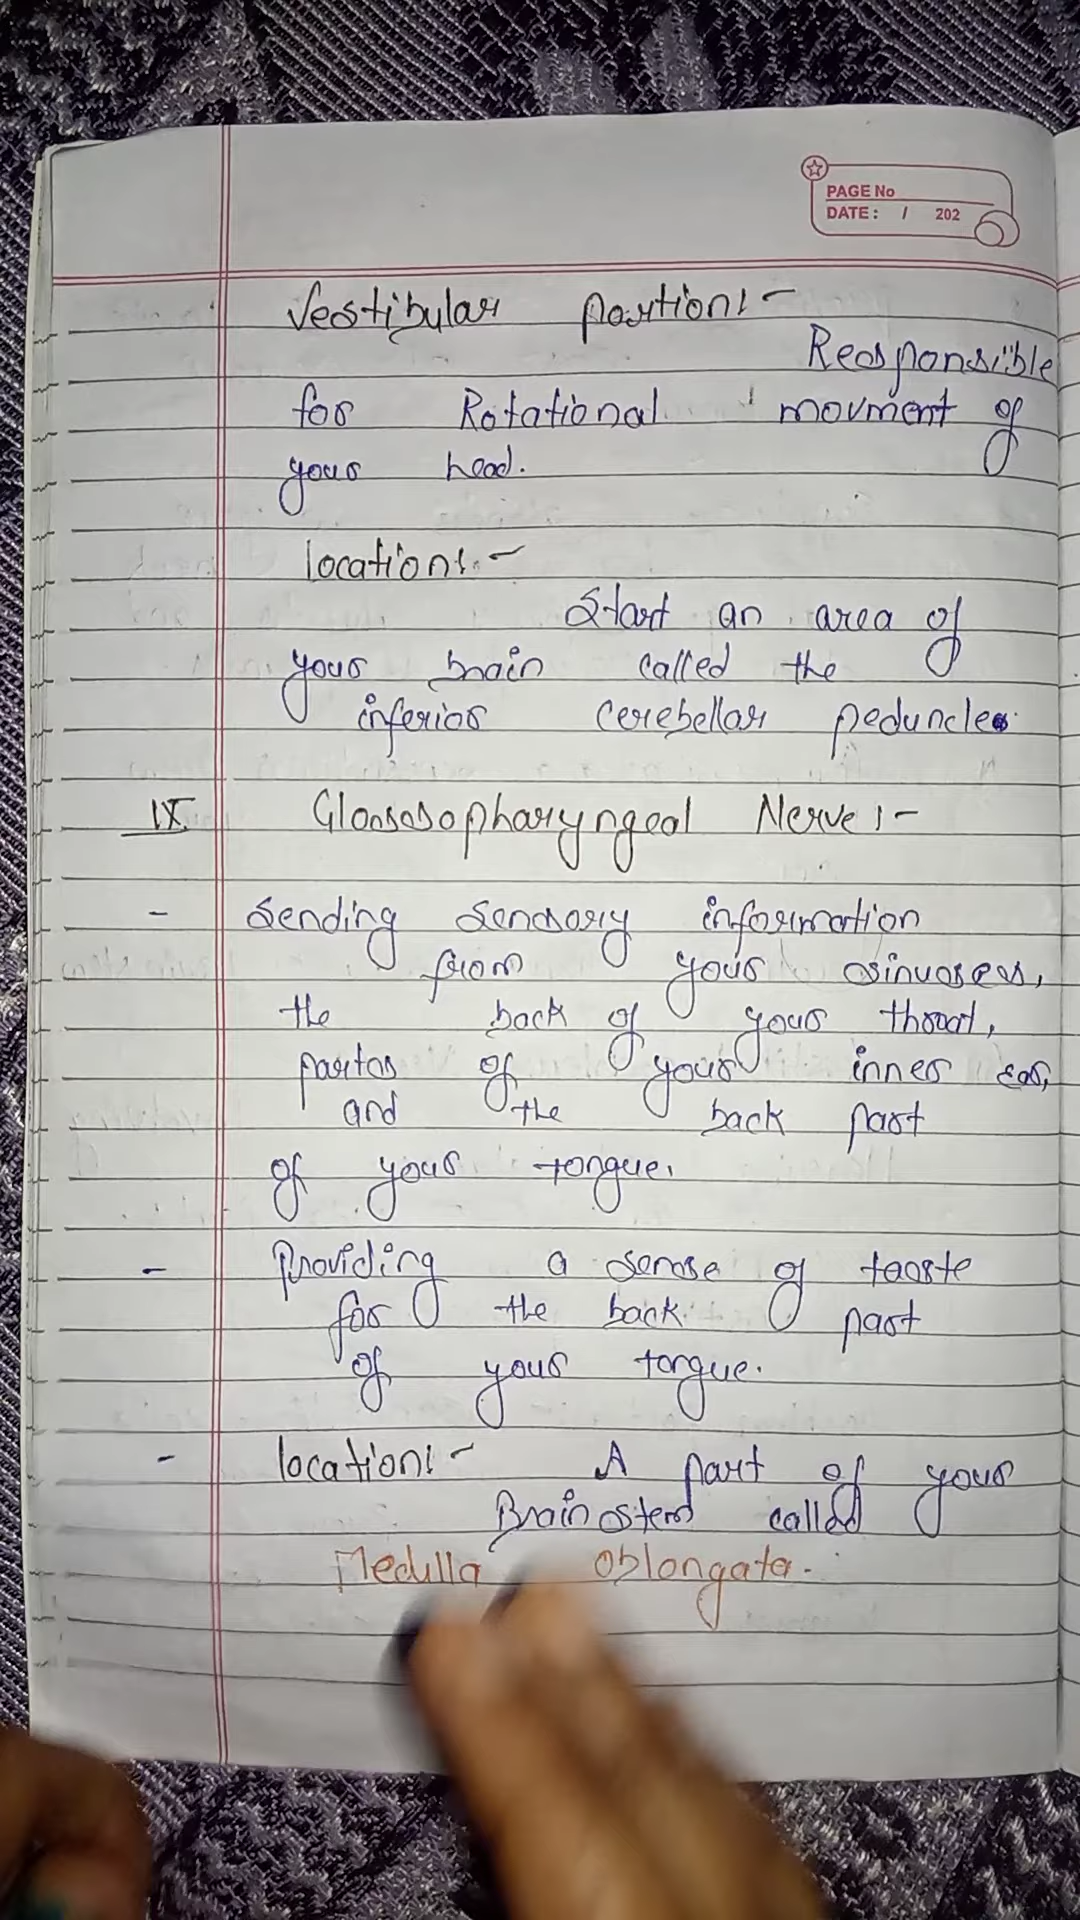 PAGE No
DATE: / 202
Vestibular portion:-
Responsible
for Rotational movment of
your head.
location:-
Start an area of
your brain called the
inferior cerebellar peduncle.
IX Glossopharyngeal Nerve:-
- Sending sensory information
from your sinuses,
the back of your throat,
parts of your inner ear,
and the back part
of your tongue.
- Providing a sense of taste
for the back part
of your tongue.
- location:- A part of your
Brain stem called
Medulla oblongata.